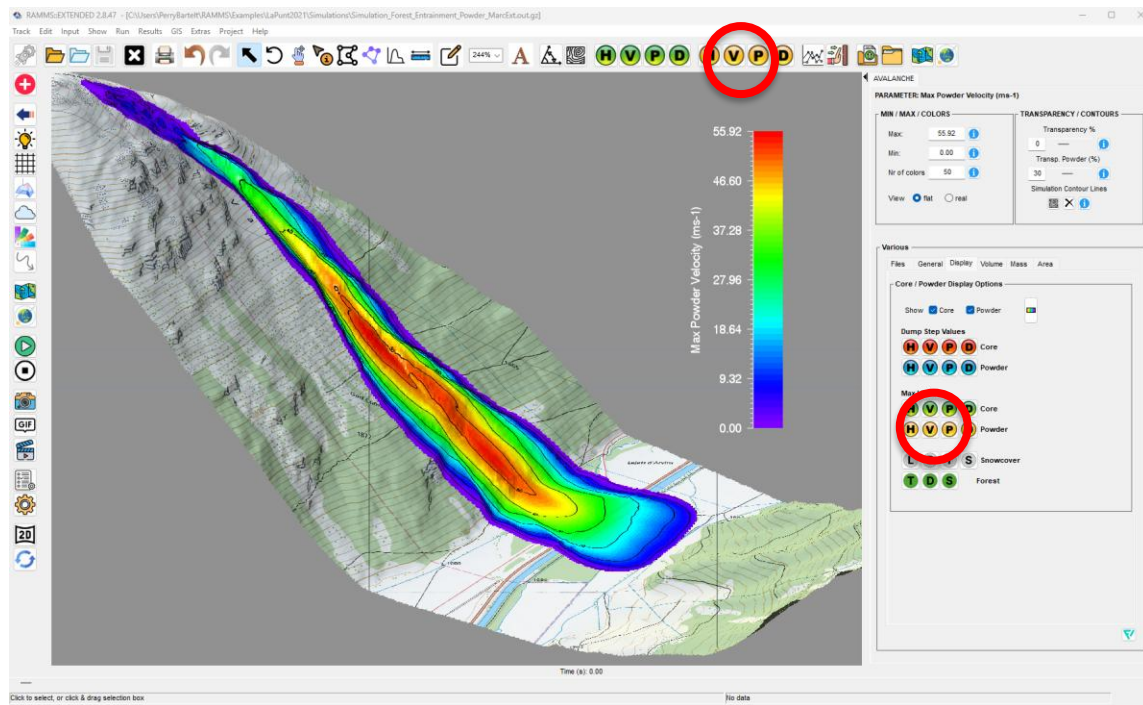 RAMMS::EXTENDED 2.8.47 - [C:\Users\PerryBartelt\RAMMS\Examples\LaPunt2021\Simulations\Simulation_Forest_Entrainment_Powder_MarcExt.out.gz]
Track Edit Input Show Run Results GIS Extras Project Help
244%
A
H V P D
H V P D
AVALANCHE
PARAMETER: Max Powder Velocity (ms-1)
MIN / MAX / COLORS
Max: 55.92
Min: 0.00
Nr of colors 50
View flat real
TRANSPARENCY / CONTOURS
Transparency %
0
Transp. Powder (%)
30
Simulation Contour Lines
Various
Files General Display Volume Mass Area
Core / Powder Display Options
Show Core Powder
Dump Step Values
H V P D Core
H V P D Powder
H V P D Core
H V P Powder
S Snowcover
T D S Forest
Max Powder Velocity (ms-1)
55.92
46.60
37.28
27.96
18.64
9.32
0.00
GIF
2D
Time (s): 0.00
Click to select, or click & drag selection box
No data